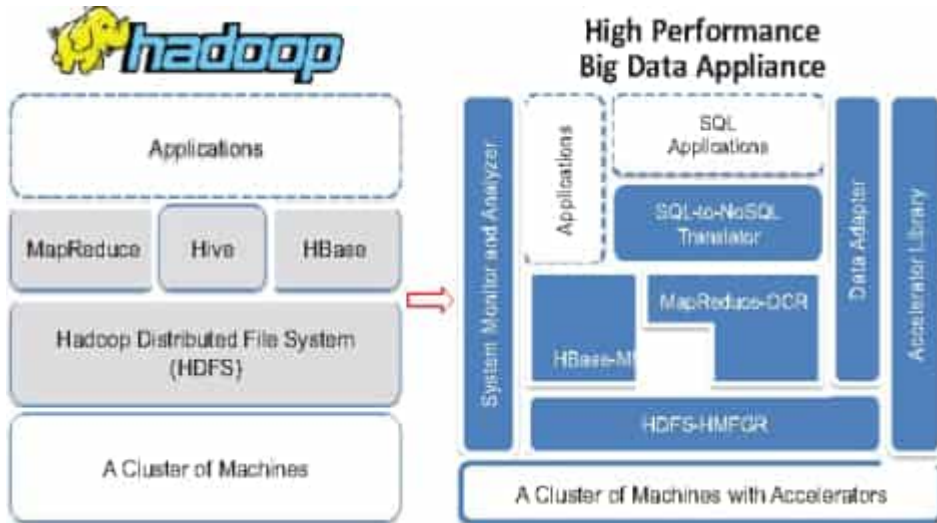 hadoop
Applications
MapReduce
Hive
HBase
Hadoop Distributed File System
(HDFS)
A Cluster of Machines
High Performance
Big Data Appliance
System Monitor and Analyzer
Applications
SQL
Applications
SQL-to-NoSQL
Translator
MapReduce-OCR
HBase-M
HDFS-HMFGR
Data Adapter
Accelerator Library
A Cluster of Machines with Accelerators